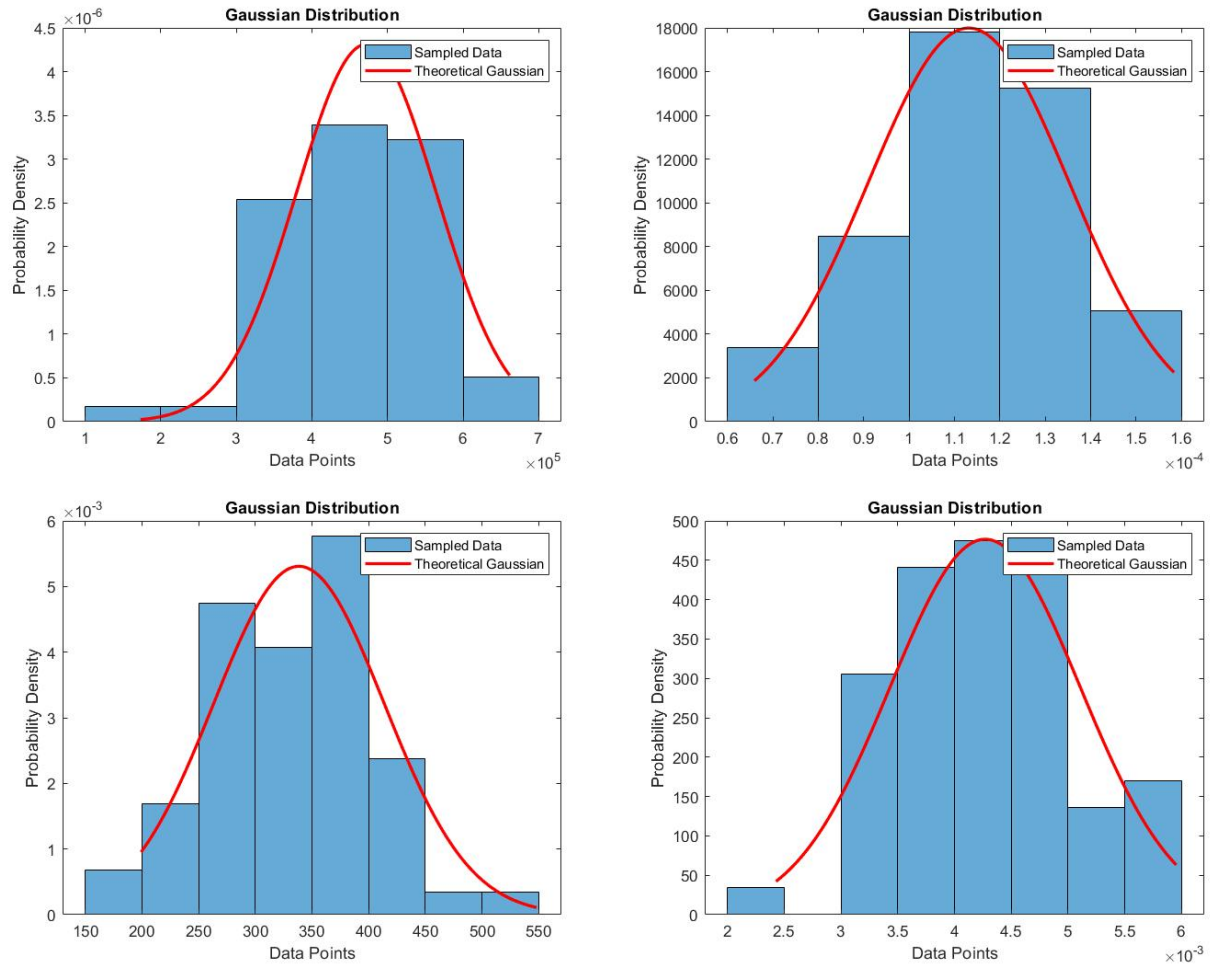 Gaussian Distribution
×10-6
4.5
4
3.5
3
2.5
2
1.5
1
0.5
0
Probability Density
Sampled Data
Theoretical Gaussian
1 2 3 4 5 6 7
Data Points
×105
Gaussian Distribution
18000
16000
14000
12000
10000
8000
6000
4000
2000
0
Probability Density
Sampled Data
Theoretical Gaussian
0.6 0.7 0.8 0.9 1 1.1 1.2 1.3 1.4 1.5 1.6
Data Points
×10-4
Gaussian Distribution
×10-3
6
5
4
3
2
1
0
Probability Density
Sampled Data
Theoretical Gaussian
150 200 250 300 350 400 450 500 550
Data Points
Gaussian Distribution
500
450
400
350
300
250
200
150
100
50
0
Probability Density
Sampled Data
Theoretical Gaussian
2 2.5 3 3.5 4 4.5 5 5.5 6
Data Points
×10-3